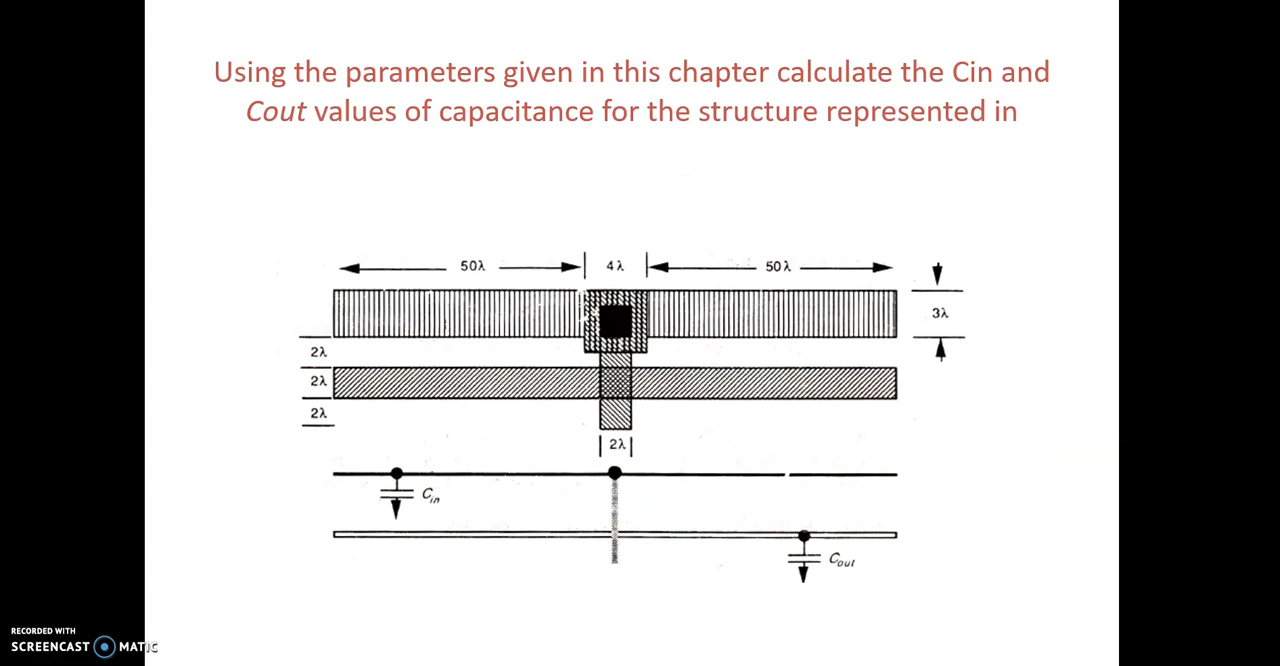 Using the parameters given in this chapter calculate the Cin and
Cout values of capacitance for the structure represented in
50λ 4λ 50λ
3λ
2λ
2λ
2λ
2λ
Cin
Cout
RECORDED WITH
SCREENCAST MATIC